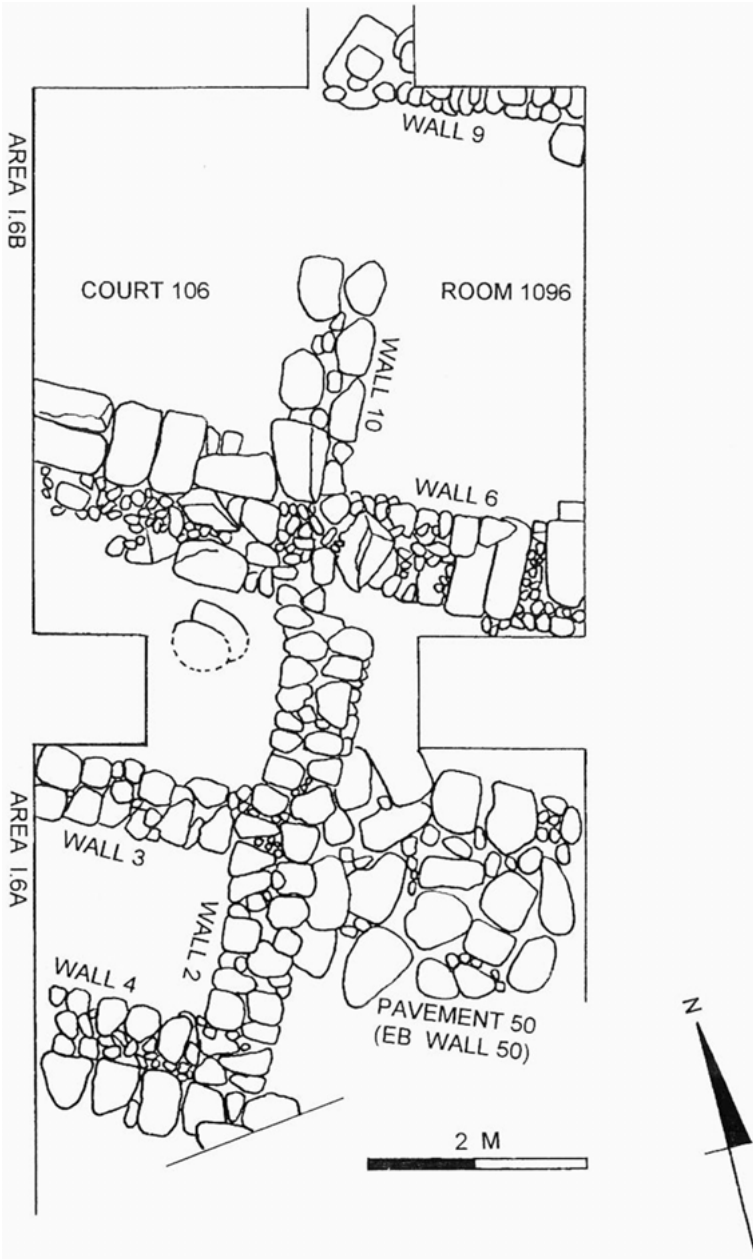 WALL 9
AREA I.6B
COURT 106
ROOM 1096
WALL 10
WALL 6
WALL 3
AREA I.6A
WALL 2
WALL 4
PAVEMENT 50
(EB WALL 50)
N
2 M